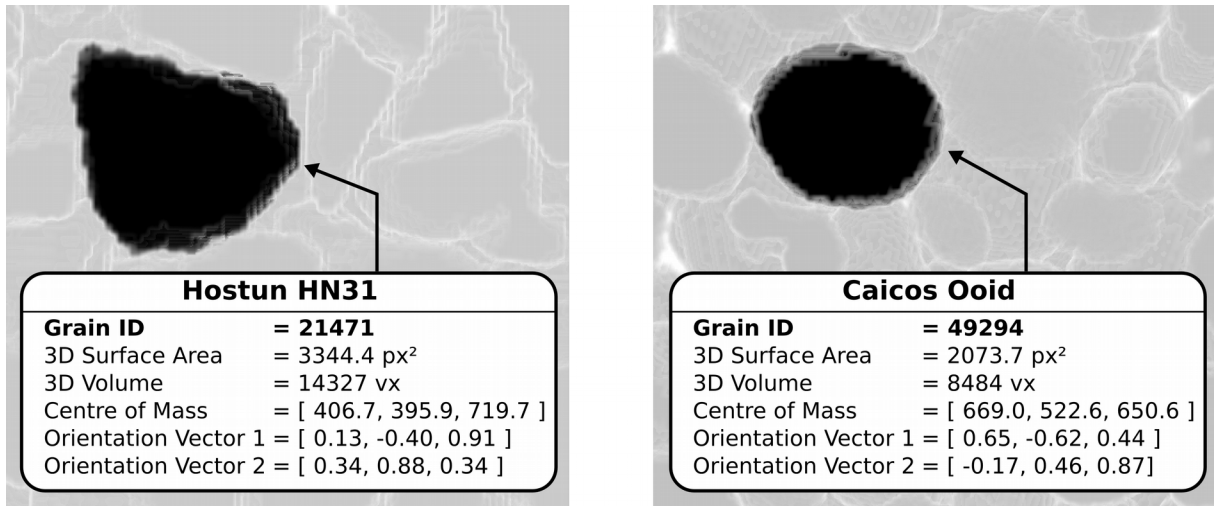 Hostun HN31
Grain ID = 21471
3D Surface Area = 3344.4 px²
3D Volume = 14327 vx
Centre of Mass = [ 406.7, 395.9, 719.7 ]
Orientation Vector 1 = [ 0.13, -0.40, 0.91 ]
Orientation Vector 2 = [ 0.34, 0.88, 0.34 ]
Caicos Ooid
Grain ID = 49294
3D Surface Area = 2073.7 px²
3D Volume = 8484 vx
Centre of Mass = [ 669.0, 522.6, 650.6 ]
Orientation Vector 1 = [ 0.65, -0.62, 0.44 ]
Orientation Vector 2 = [ -0.17, 0.46, 0.87]